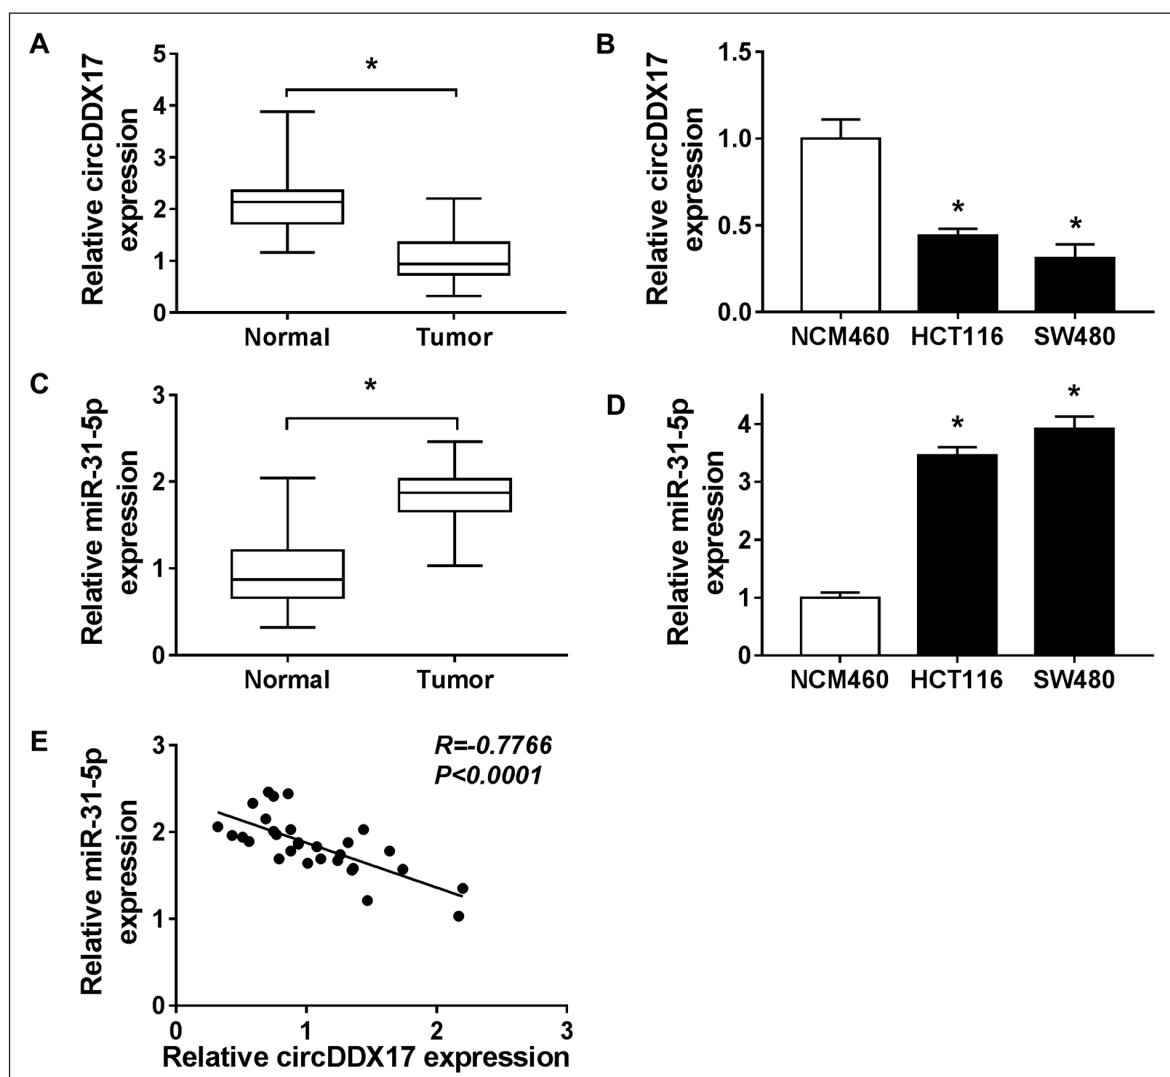 A
Relative circDDX17
expression
5
4
3
2
1
0
*
Normal
Tumor
B
Relative circDDX17
expression
1.5
1.0
0.5
0.0
*
*
NCM460
HCT116
SW480
C
Relative miR-31-5p
expression
3
2
1
0
*
Normal
Tumor
D
Relative miR-31-5p
expression
4
3
2
1
0
*
*
NCM460
HCT116
SW480
E
Relative miR-31-5p
expression
3
2
1
0
R=-0.7766
P<0.0001
0
1
2
3
Relative circDDX17 expression